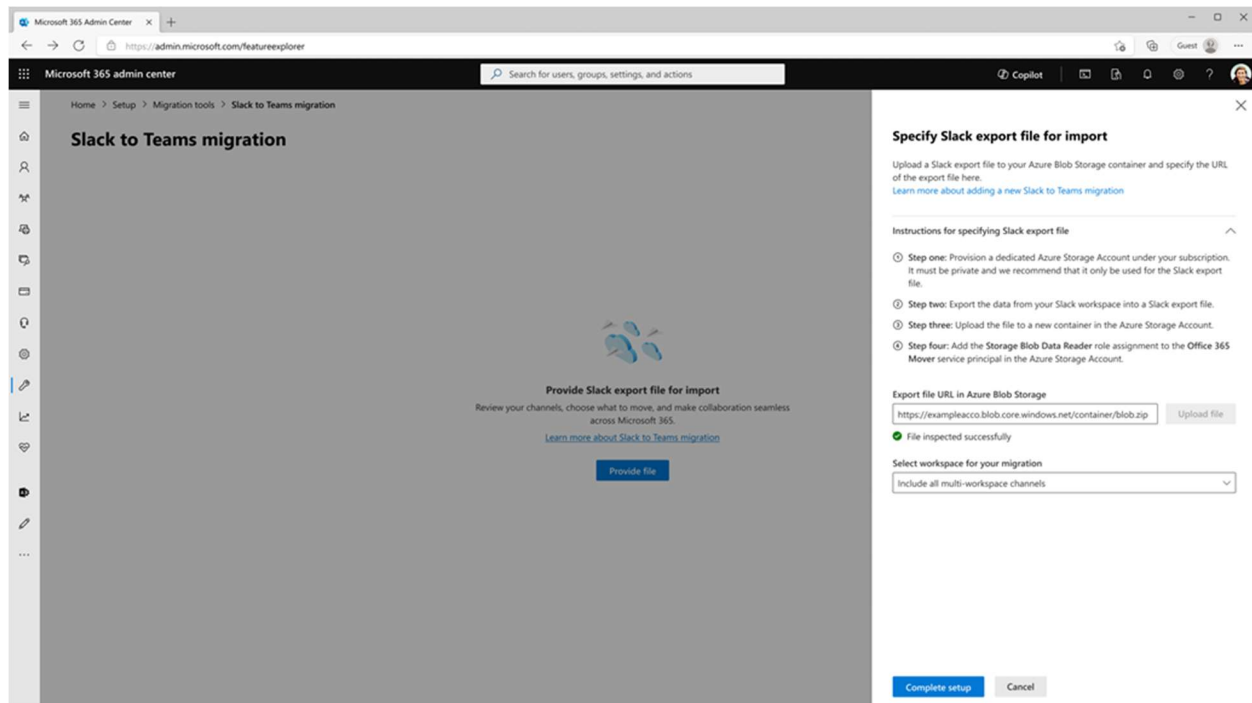 Microsoft 365 Admin Center
https://admin.microsoft.com/featureexplorer
Guest
Microsoft 365 admin center
Search for users, groups, settings, and actions
Copilot
Home > Setup > Migration tools > Slack to Teams migration
Slack to Teams migration
Provide Slack export file for import
Review your channels, choose what to move, and make collaboration seamless
across Microsoft 365.
Learn more about Slack to Teams migration
Provide file
Specify Slack export file for import
Upload a Slack export file to your Azure Blob Storage container and specify the URL
of the export file here.
Learn more about adding a new Slack to Teams migration
Instructions for specifying Slack export file
① Step one: Provision a dedicated Azure Storage Account under your subscription.
It must be private and we recommend that it only be used for the Slack export
file.
② Step two: Export the data from your Slack workspace into a Slack export file.
③ Step three: Upload the file to a new container in the Azure Storage Account.
④ Step four: Add the Storage Blob Data Reader role assignment to the Office 365
Mover service principal in the Azure Storage Account.
Export file URL in Azure Blob Storage
https://exampleacco.blob.core.windows.net/container/blob.zip
Upload file
File inspected successfully
Select workspace for your migration
Include all multi-workspace channels
Complete setup
Cancel